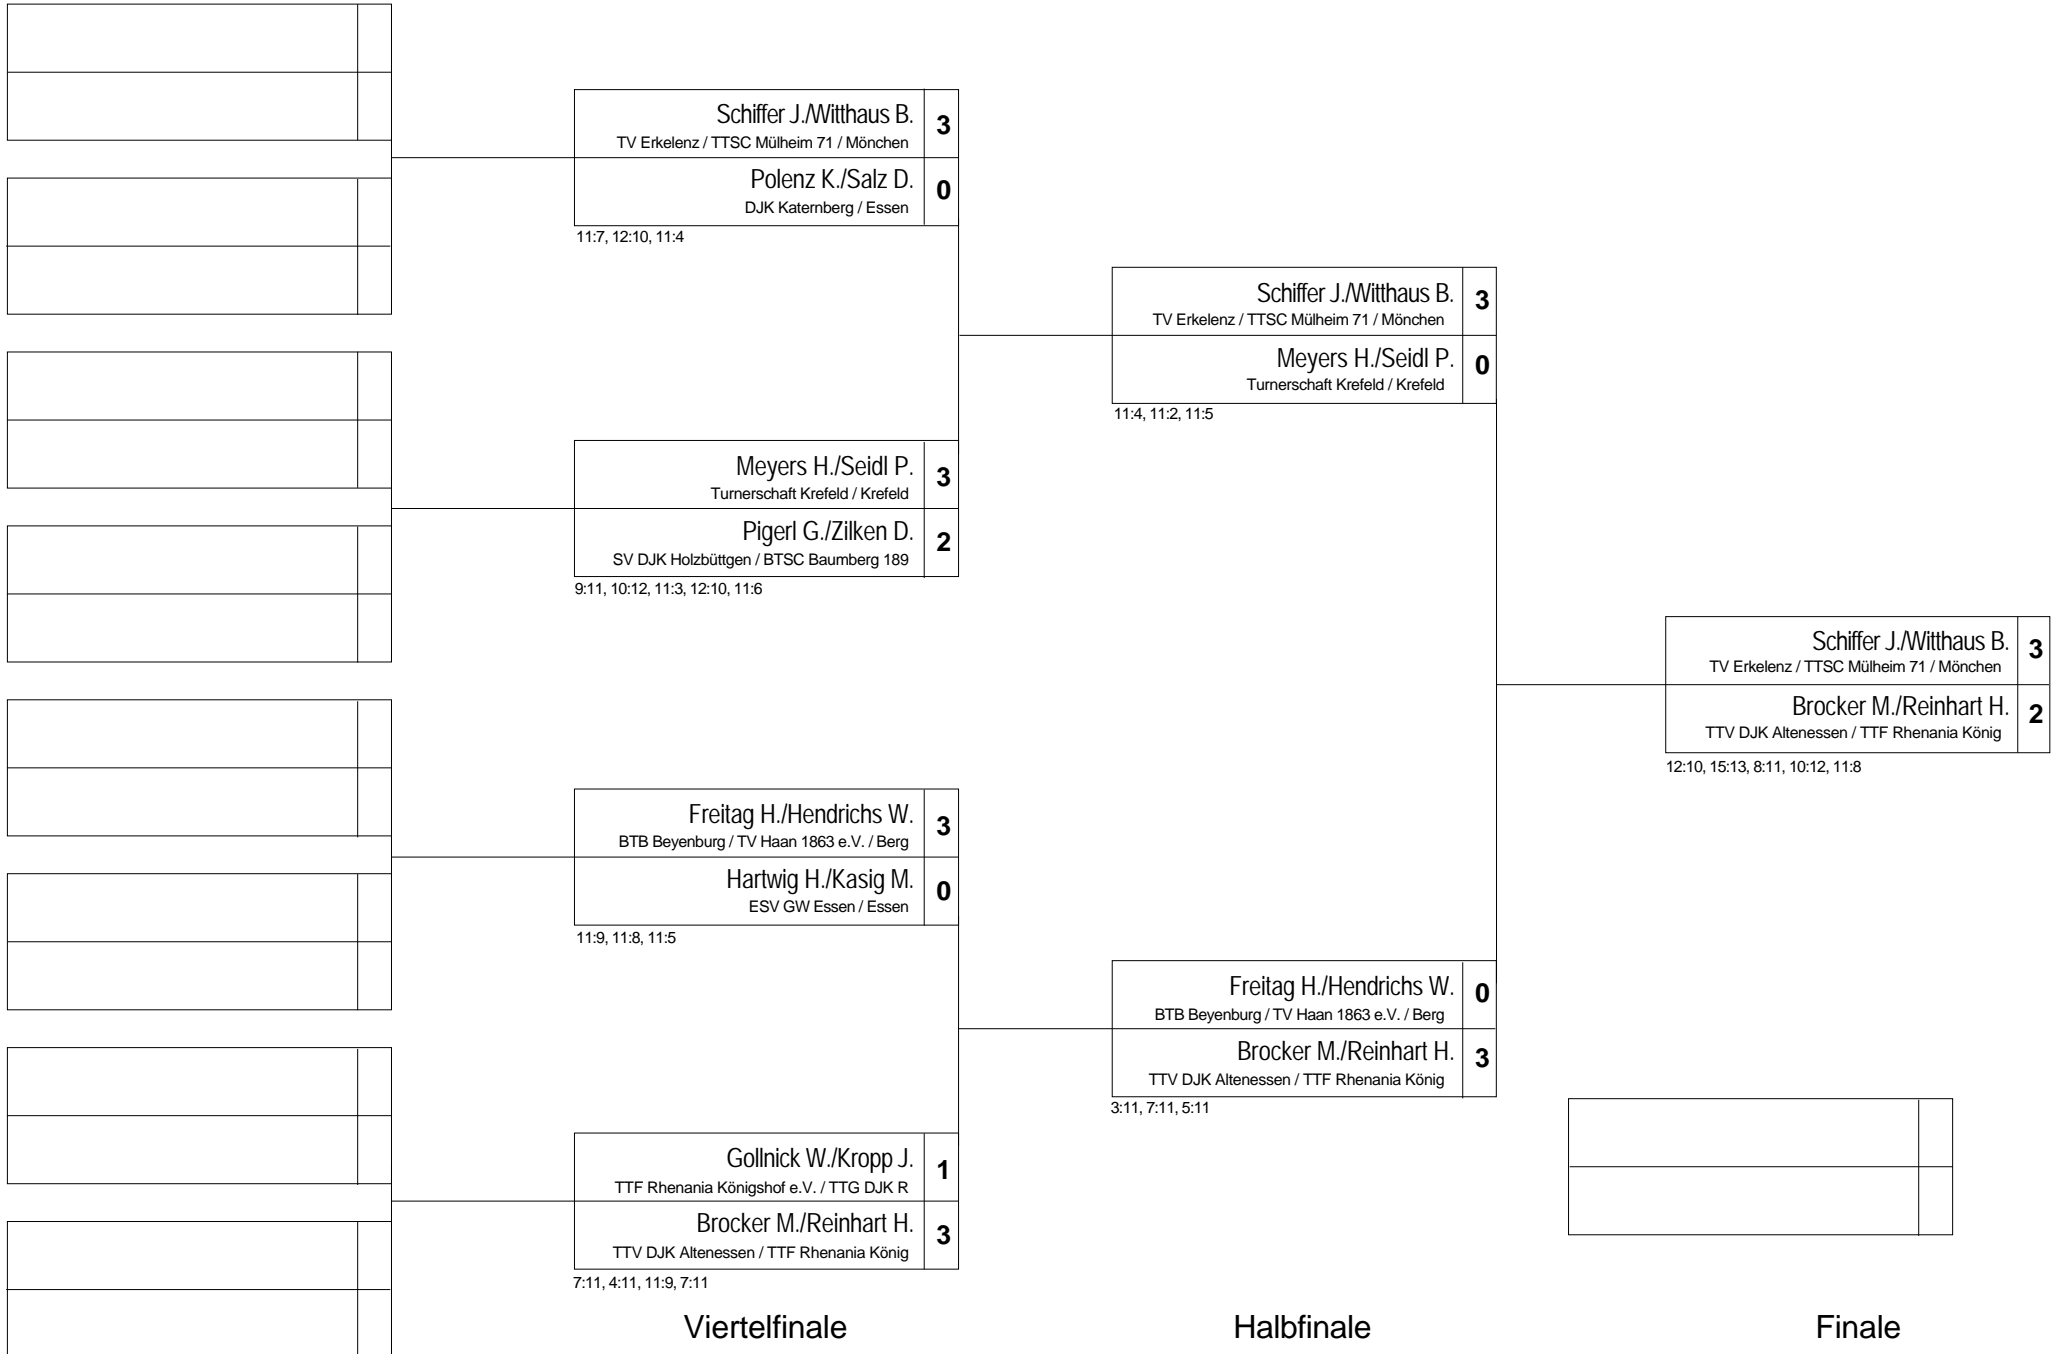 Schiffer J./Witthaus B. 3
TV Erkelenz / TTSC Mülheim 71 / Mönchen
Polenz K./Salz D. 0
DJK Katernberg / Essen
11:7, 12:10, 11:4
Meyers H./Seidl P. 3
Turnerschaft Krefeld / Krefeld
Pigerl G./Zilken D. 2
SV DJK Holzbüttgen / BTSC Baumberg 189
9:11, 10:12, 11:3, 12:10, 11:6
Freitag H./Hendrichs W. 3
BTB Beyenburg / TV Haan 1863 e.V. / Berg
Hartwig H./Kasig M. 0
ESV GW Essen / Essen
11:9, 11:8, 11:5
Gollnick W./Kropp J. 1
TTF Rhenania Königshof e.V. / TTG DJK R
Brocker M./Reinhart H. 3
TTV DJK Altenessen / TTF Rhenania König
7:11, 4:11, 11:9, 7:11
Viertelfinale
Schiffer J./Witthaus B. 3
TV Erkelenz / TTSC Mülheim 71 / Mönchen
Meyers H./Seidl P. 0
Turnerschaft Krefeld / Krefeld
11:4, 11:2, 11:5
Freitag H./Hendrichs W. 0
BTB Beyenburg / TV Haan 1863 e.V. / Berg
Brocker M./Reinhart H. 3
TTV DJK Altenessen / TTF Rhenania König
3:11, 7:11, 5:11
Halbfinale
Schiffer J./Witthaus B. 3
TV Erkelenz / TTSC Mülheim 71 / Mönchen
Brocker M./Reinhart H. 2
TTV DJK Altenessen / TTF Rhenania König
12:10, 15:13, 8:11, 10:12, 11:8
Finale